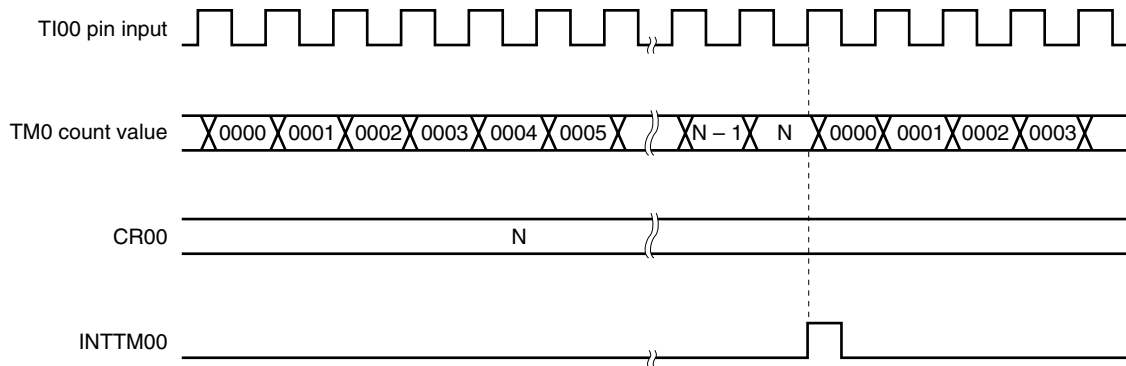 TI00 pin input
TM0 count value 0000 0001 0002 0003 0004 0005 N – 1 N 0000 0001 0002 0003
CR00 N
INTTM00